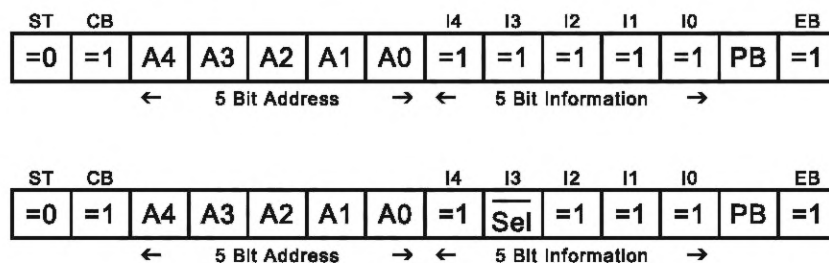 ST CB I4 I3 I2 I1 I0 EB
=0 =1 A4 A3 A2 A1 A0 =1 =1 =1 =1 =1 PB =1
← 5 Bit Address → ← 5 Bit Information →
ST CB I4 I3 I2 I1 I0 EB
=0 =1 A4 A3 A2 A1 A0 =1 S̅e̅l̅ =1 =1 =1 PB =1
← 5 Bit Address → ← 5 Bit Information →